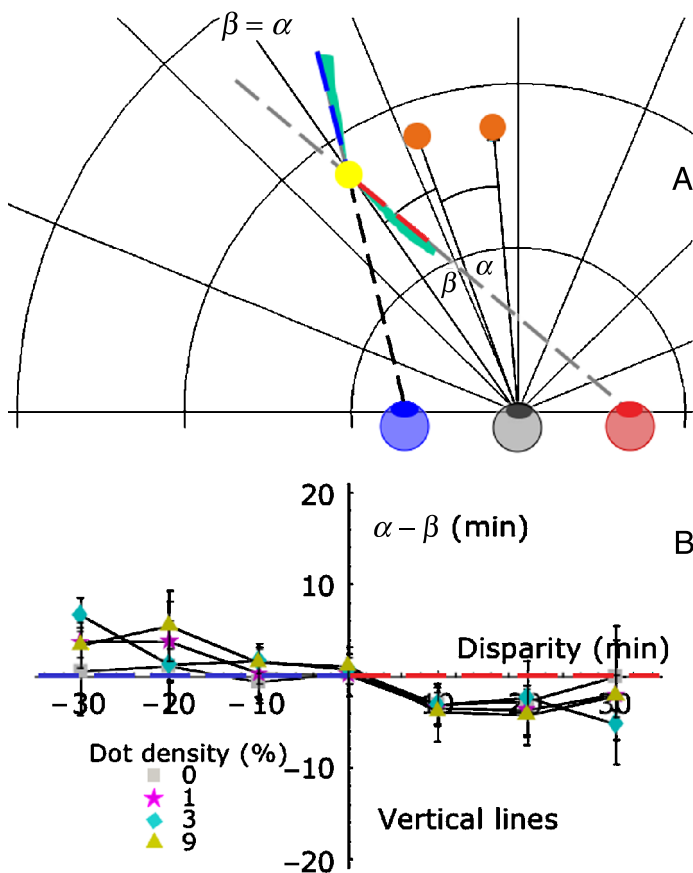 β = α
A
α
β
20
α – β (min)
B
10
Disparity (min)
–30
–20
–10
10
30
Dot density (%)
0
1
3
9
–10
Vertical lines
–20